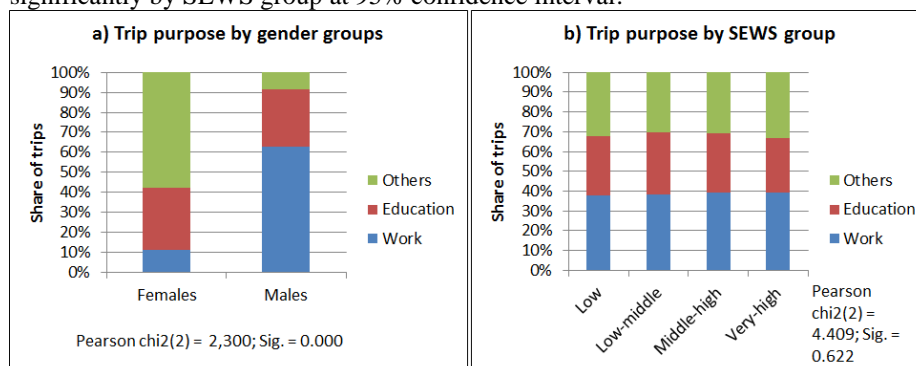 significantly by SEWS group at 95% confidence interval.
a) Trip purpose by gender groups
100%
90%
80%
70%
60%
50%
40%
30%
20%
10%
0%
Share of trips
Females
Males
Others
Education
Work
Pearson chi2(2) = 2,300; Sig. = 0.000
b) Trip purpose by SEWS group
100%
90%
80%
70%
60%
50%
40%
30%
20%
10%
0%
Share of trips
Low
Low-middle
Middle-high
Very-high
Others
Education
Work
Pearson
chi2(2) =
4.409; Sig. =
0.622